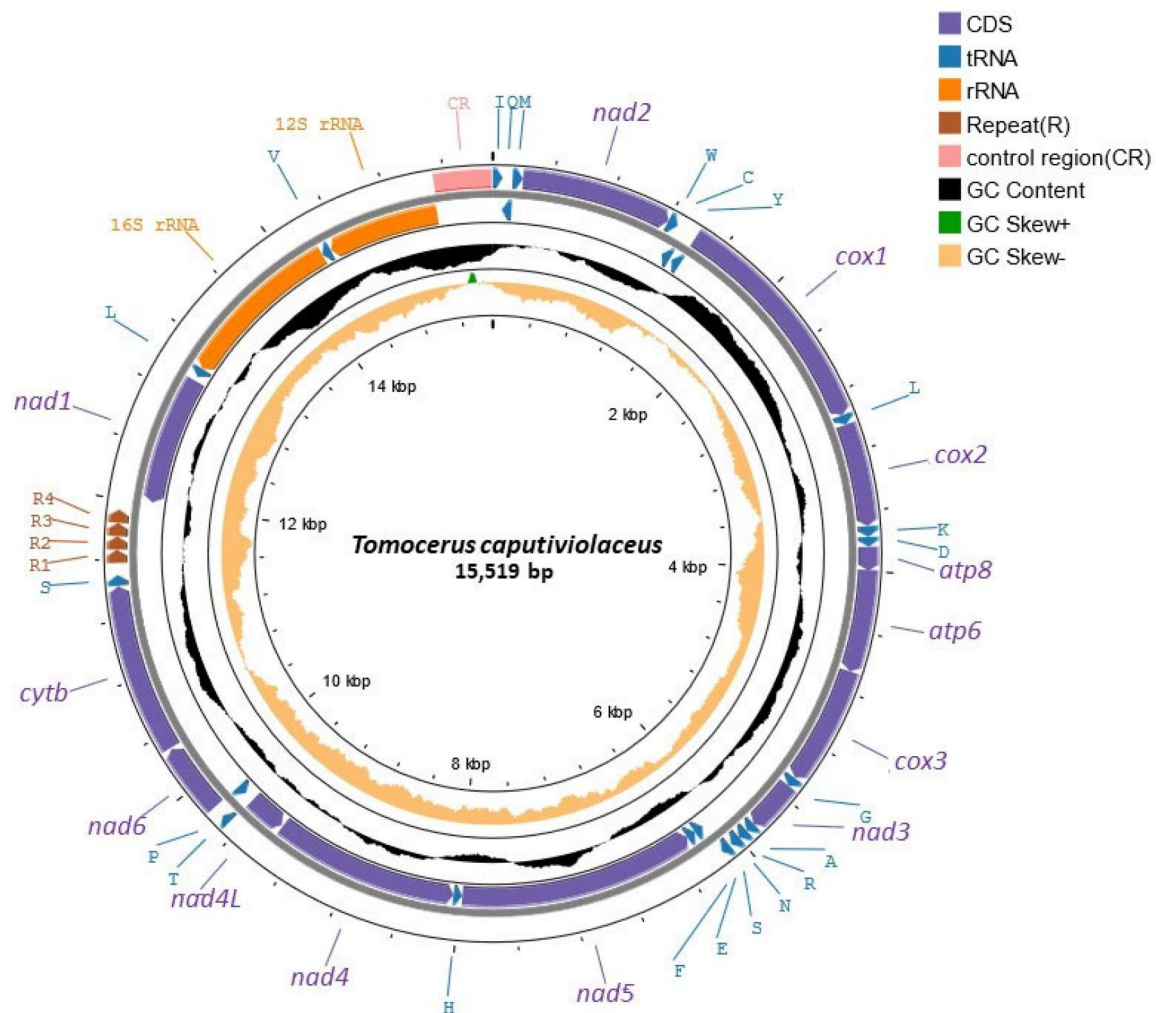 CDS
tRNA
rRNA
Repeat(R)
control region(CR)
GC Content
GC Skew+
GC Skew-
CR
I
Q
M
nad2
W
C
Y
cox1
L
cox2
K
D
atp8
atp6
cox3
G
nad3
A
R
N
S
E
F
nad5
H
nad4
nad4L
T
P
nad6
cytb
S
R1
R2
R3
R4
nad1
L
16S rRNA
V
12S rRNA
2 kbp
4 kbp
6 kbp
8 kbp
10 kbp
12 kbp
14 kbp
Tomocerus caputiviolaceus
15,519 bp